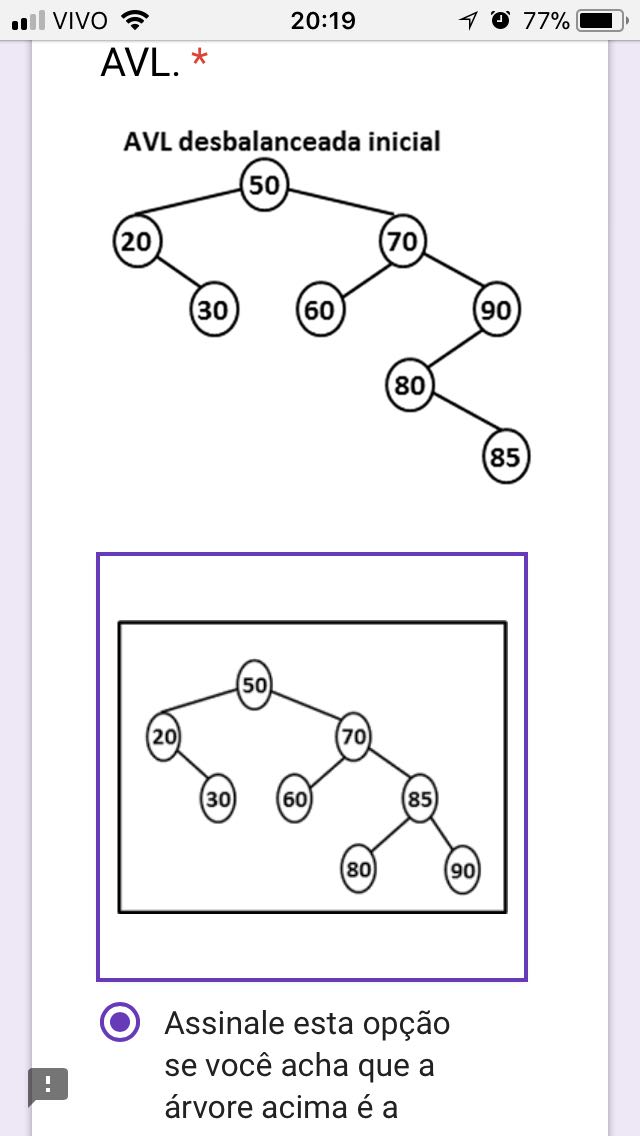 VIVO 20:19 77%
AVL. *
AVL desbalanceada inicial
50
20 70
30 60 90
80
85
50
20 70
30 60 85
80 90
Assinale esta opção
se você acha que a
árvore acima é a
!